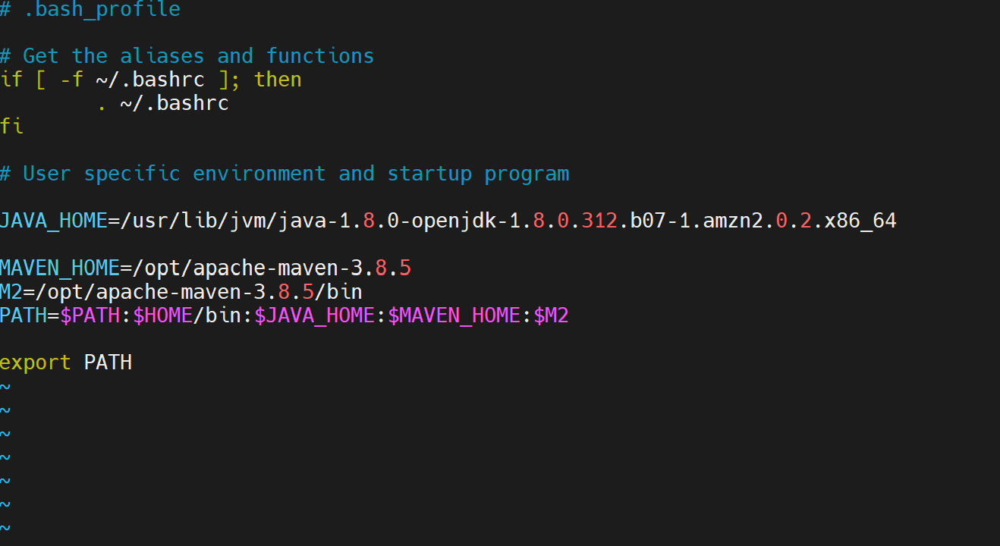 # .bash_profile
# Get the aliases and functions
if [ -f ~/.bashrc ]; then
        . ~/.bashrc
fi
# User specific environment and startup program
JAVA_HOME=/usr/lib/jvm/java-1.8.0-openjdk-1.8.0.312.b07-1.amzn2.0.2.x86_64
MAVEN_HOME=/opt/apache-maven-3.8.5
M2=/opt/apache-maven-3.8.5/bin
PATH=$PATH:$HOME/bin:$JAVA_HOME:$MAVEN_HOME:$M2
export PATH
~
~
~
~
~
~
~